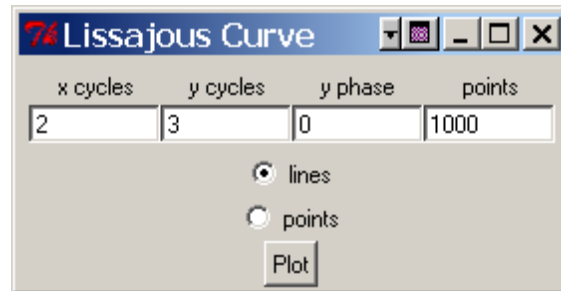 Lissajous Curve
x cycles y cycles y phase points
2 3 0 1000
lines
points
Plot